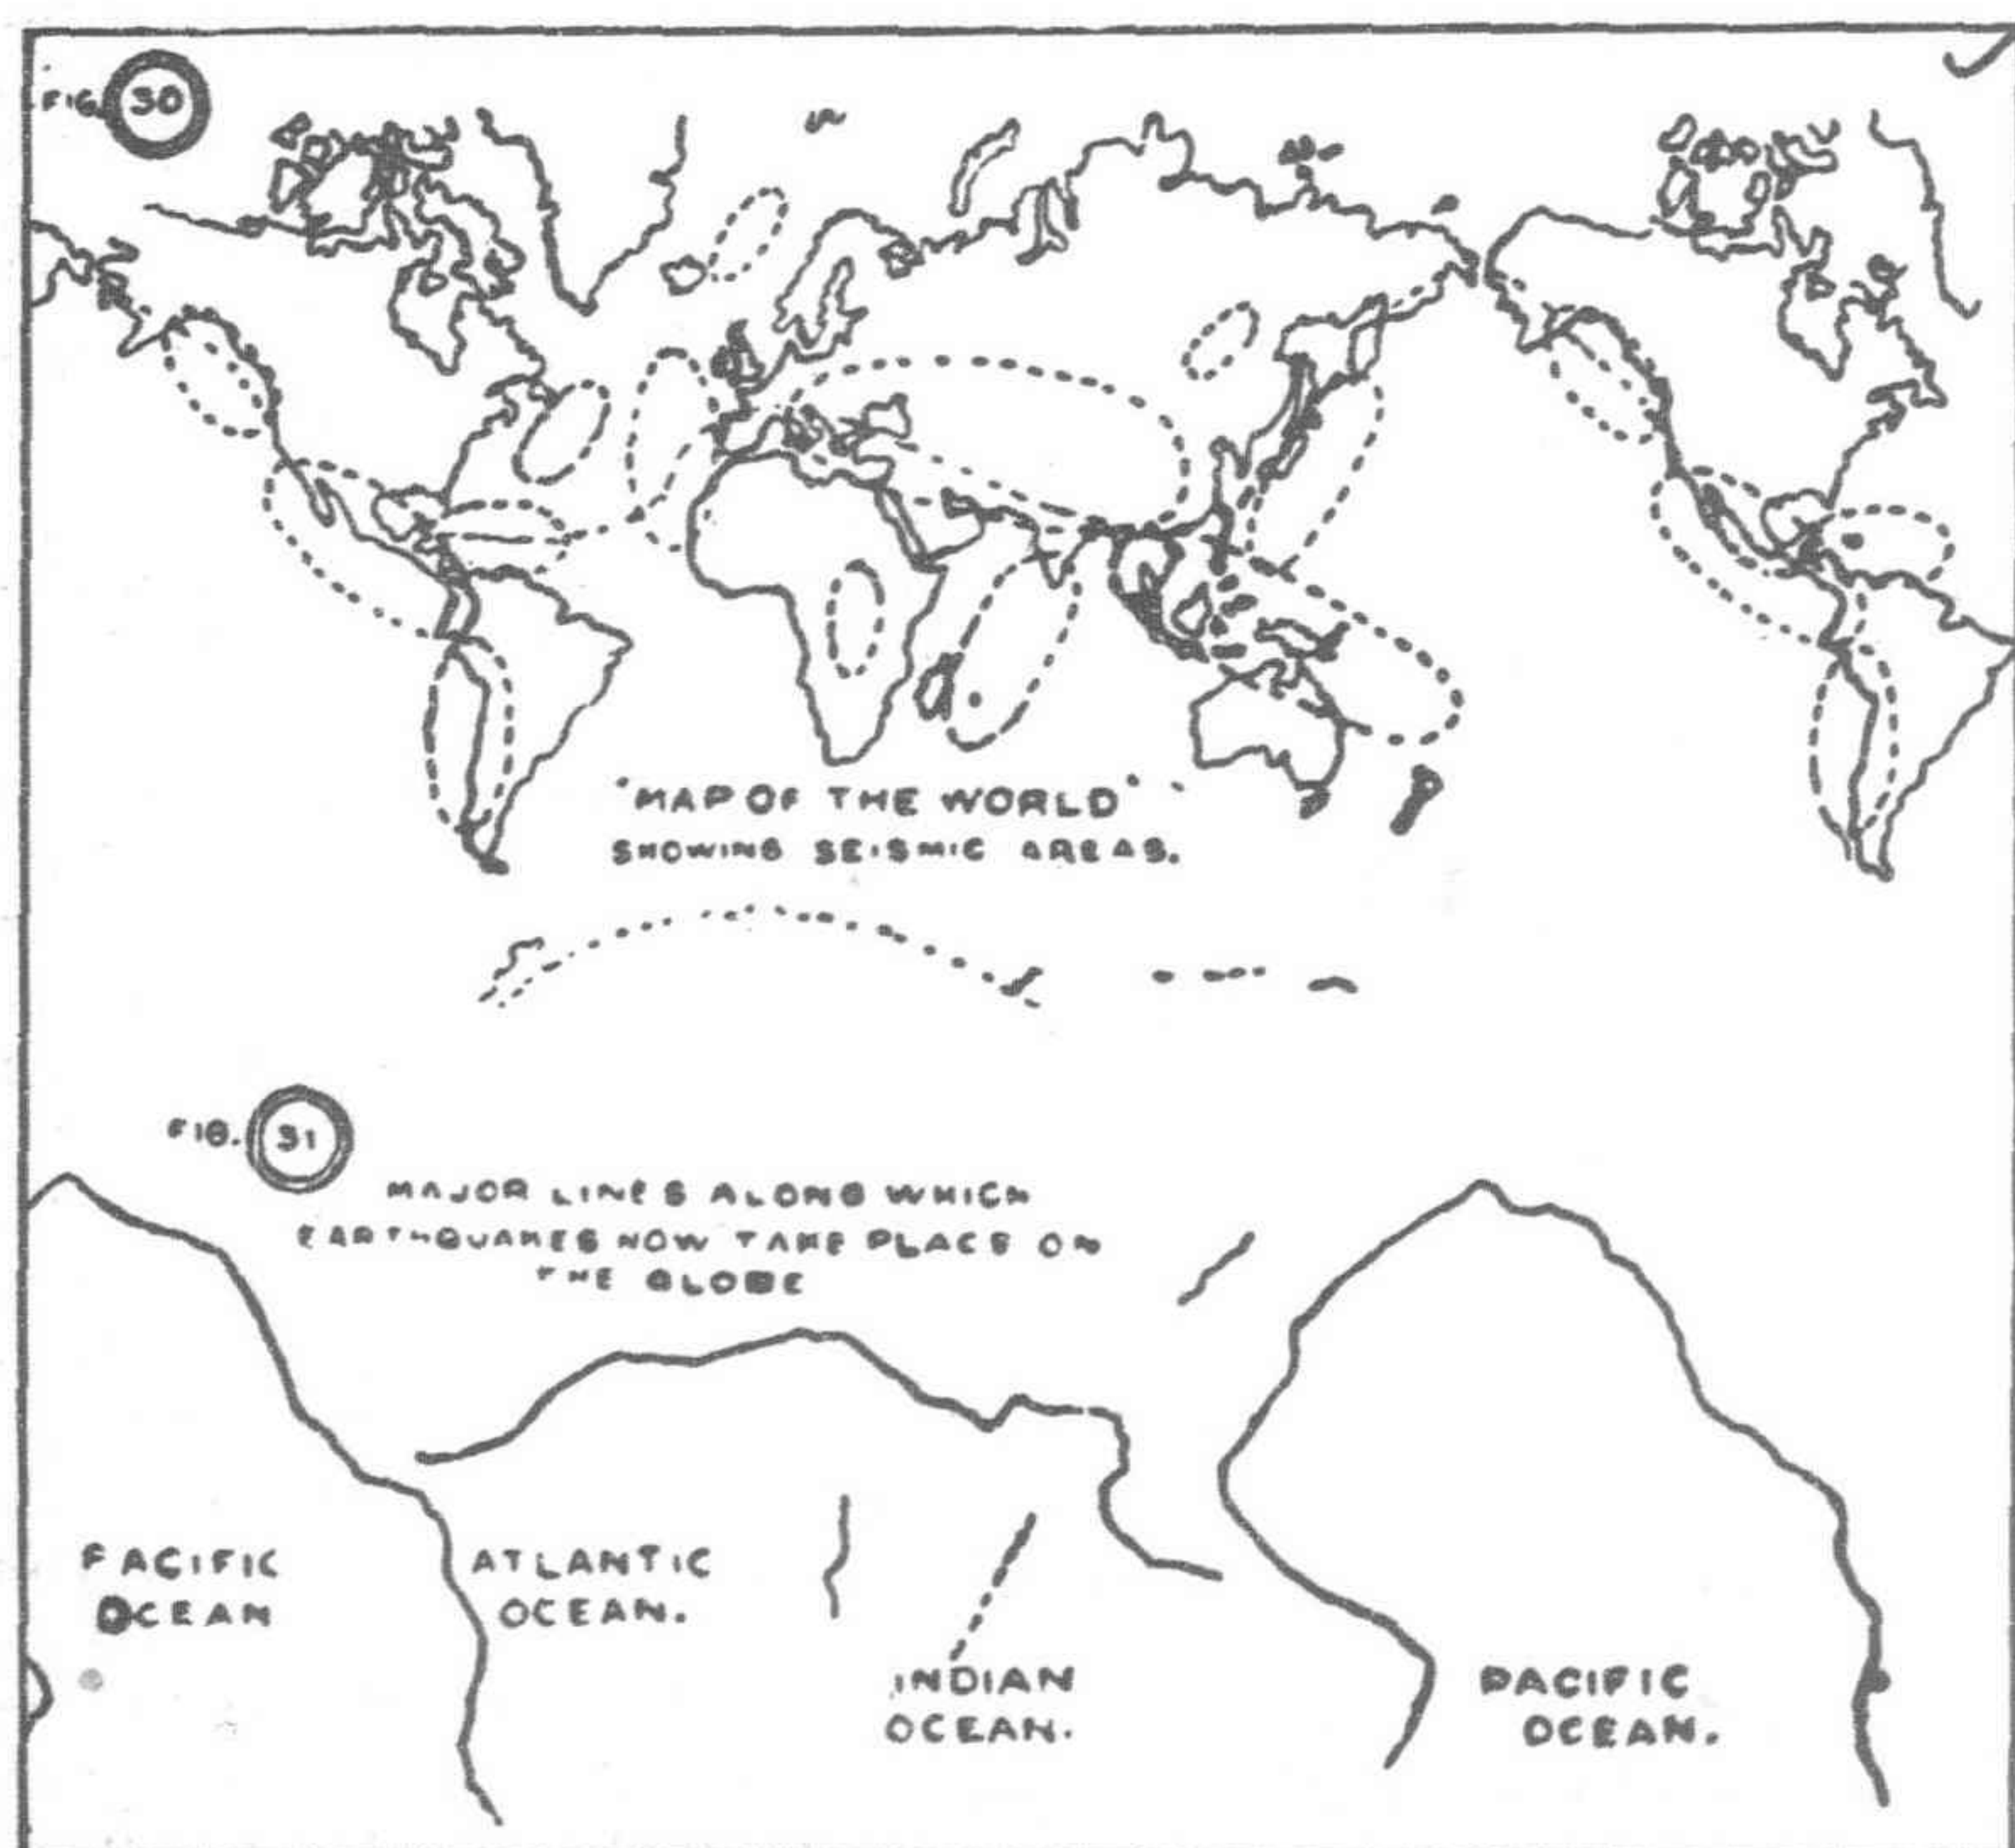 FIG. 30
"MAP OF THE WORLD"
SHOWING SEISMIC AREAS.
FIG. 31
MAJOR LINES ALONG WHICH
EARTHQUAKES NOW TAKE PLACE ON
THE GLOBE
PACIFIC
OCEAN
ATLANTIC
OCEAN.
INDIAN
OCEAN.
PACIFIC
OCEAN.